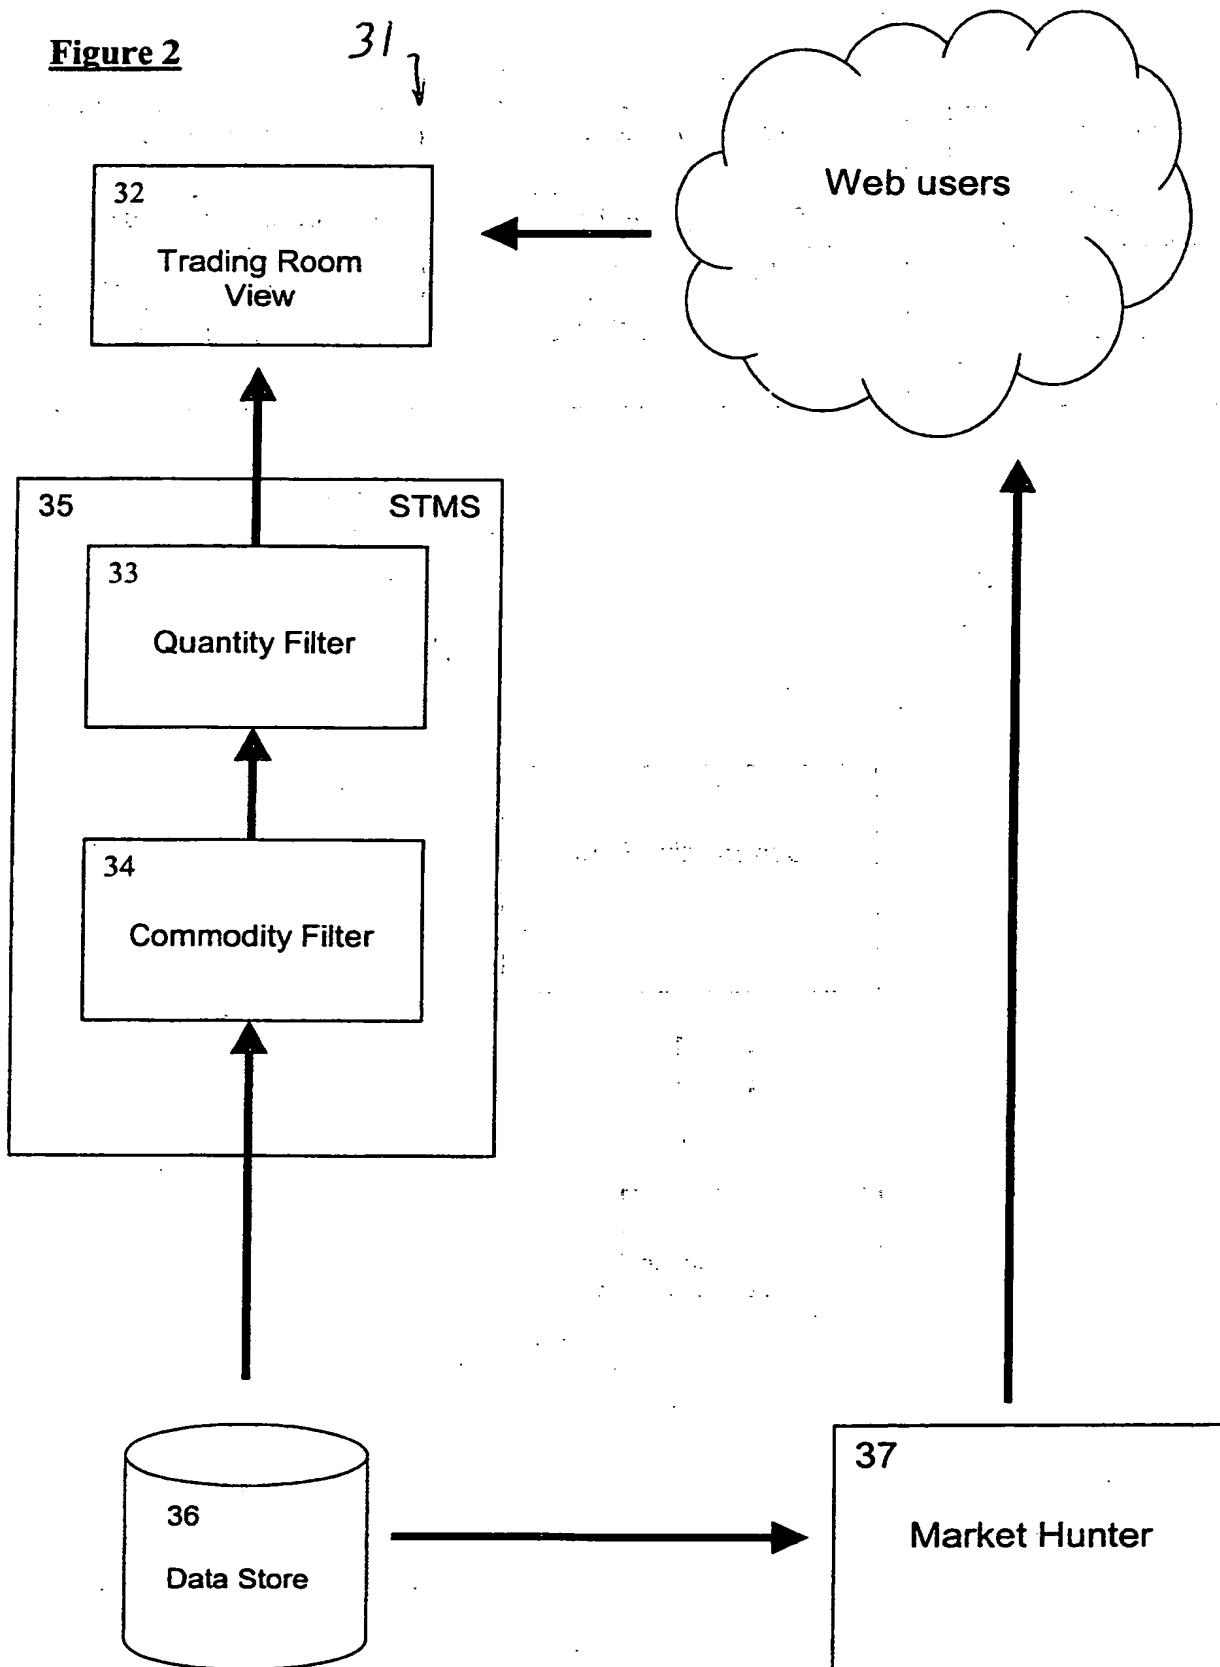 Figure 2
31
32
Trading Room
View
Web users
35
STMS
33
Quantity Filter
34
Commodity Filter
36
Data Store
37
Market Hunter